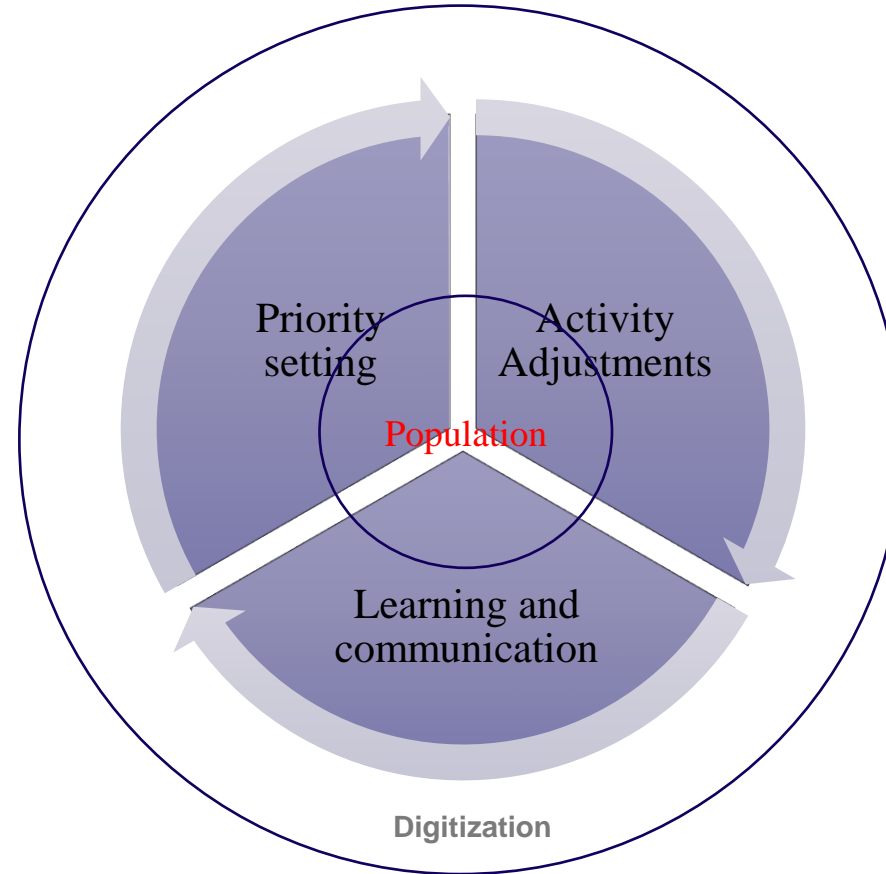 Priority
setting
Activity
Adjustments
Population
Learning and
communication
Digitization